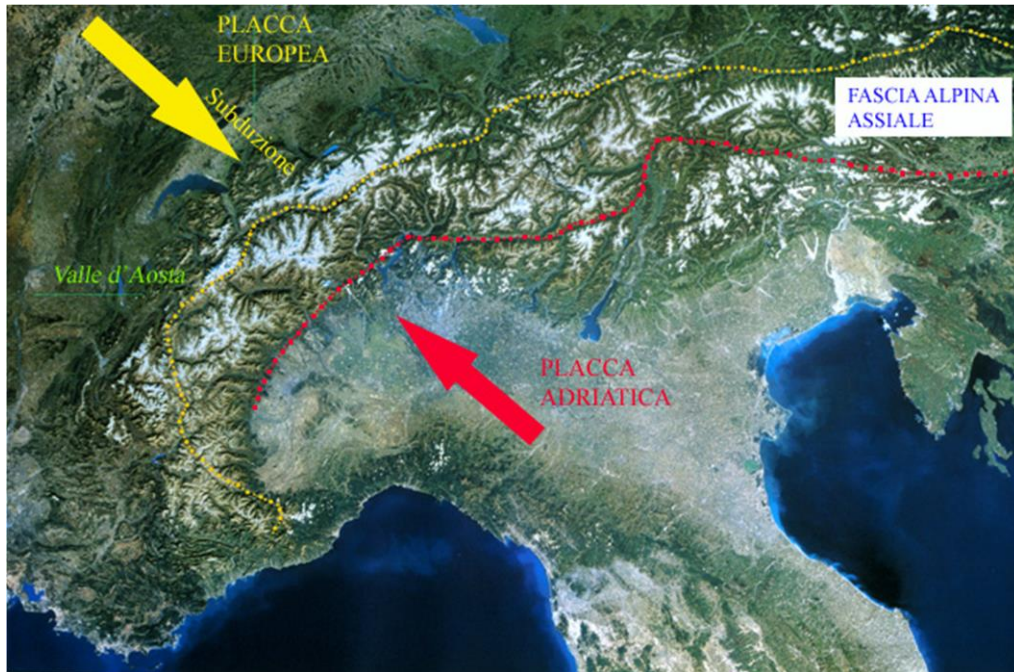 PLACCA
EUROPEA
Subduzione
FASCIA ALPINA
ASSIALE
Valle d'Aosta
PLACCA
ADRIATICA